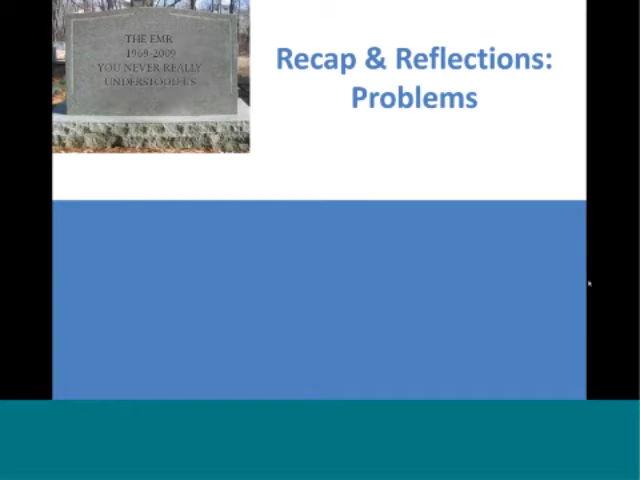 THE EMR
1969-2009
YOU NEVER REALLY
UNDERSTOOD US
Recap & Reflections:
Problems